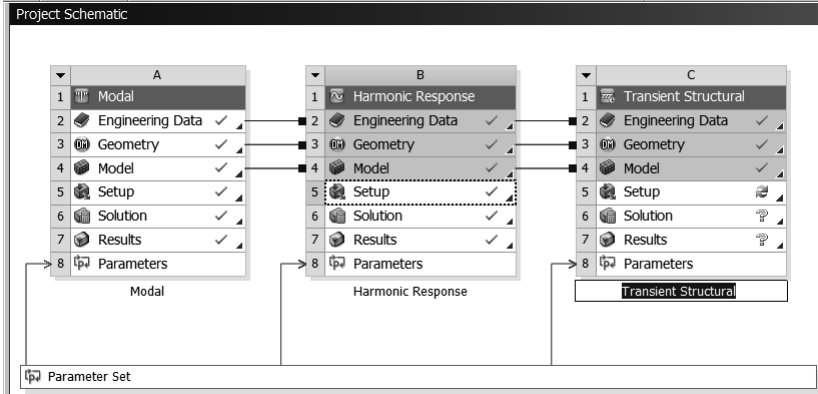 Project Schematic
A
1 Modal
2 Engineering Data
3 Geometry
4 Model
5 Setup
6 Solution
7 Results
8 Parameters
Modal
B
1 Harmonic Response
2 Engineering Data
3 Geometry
4 Model
5 Setup
6 Solution
7 Results
8 Parameters
Harmonic Response
C
1 Transient Structural
2 Engineering Data
3 Geometry
4 Model
5 Setup
6 Solution
7 Results
8 Parameters
Transient Structural
Parameter Set